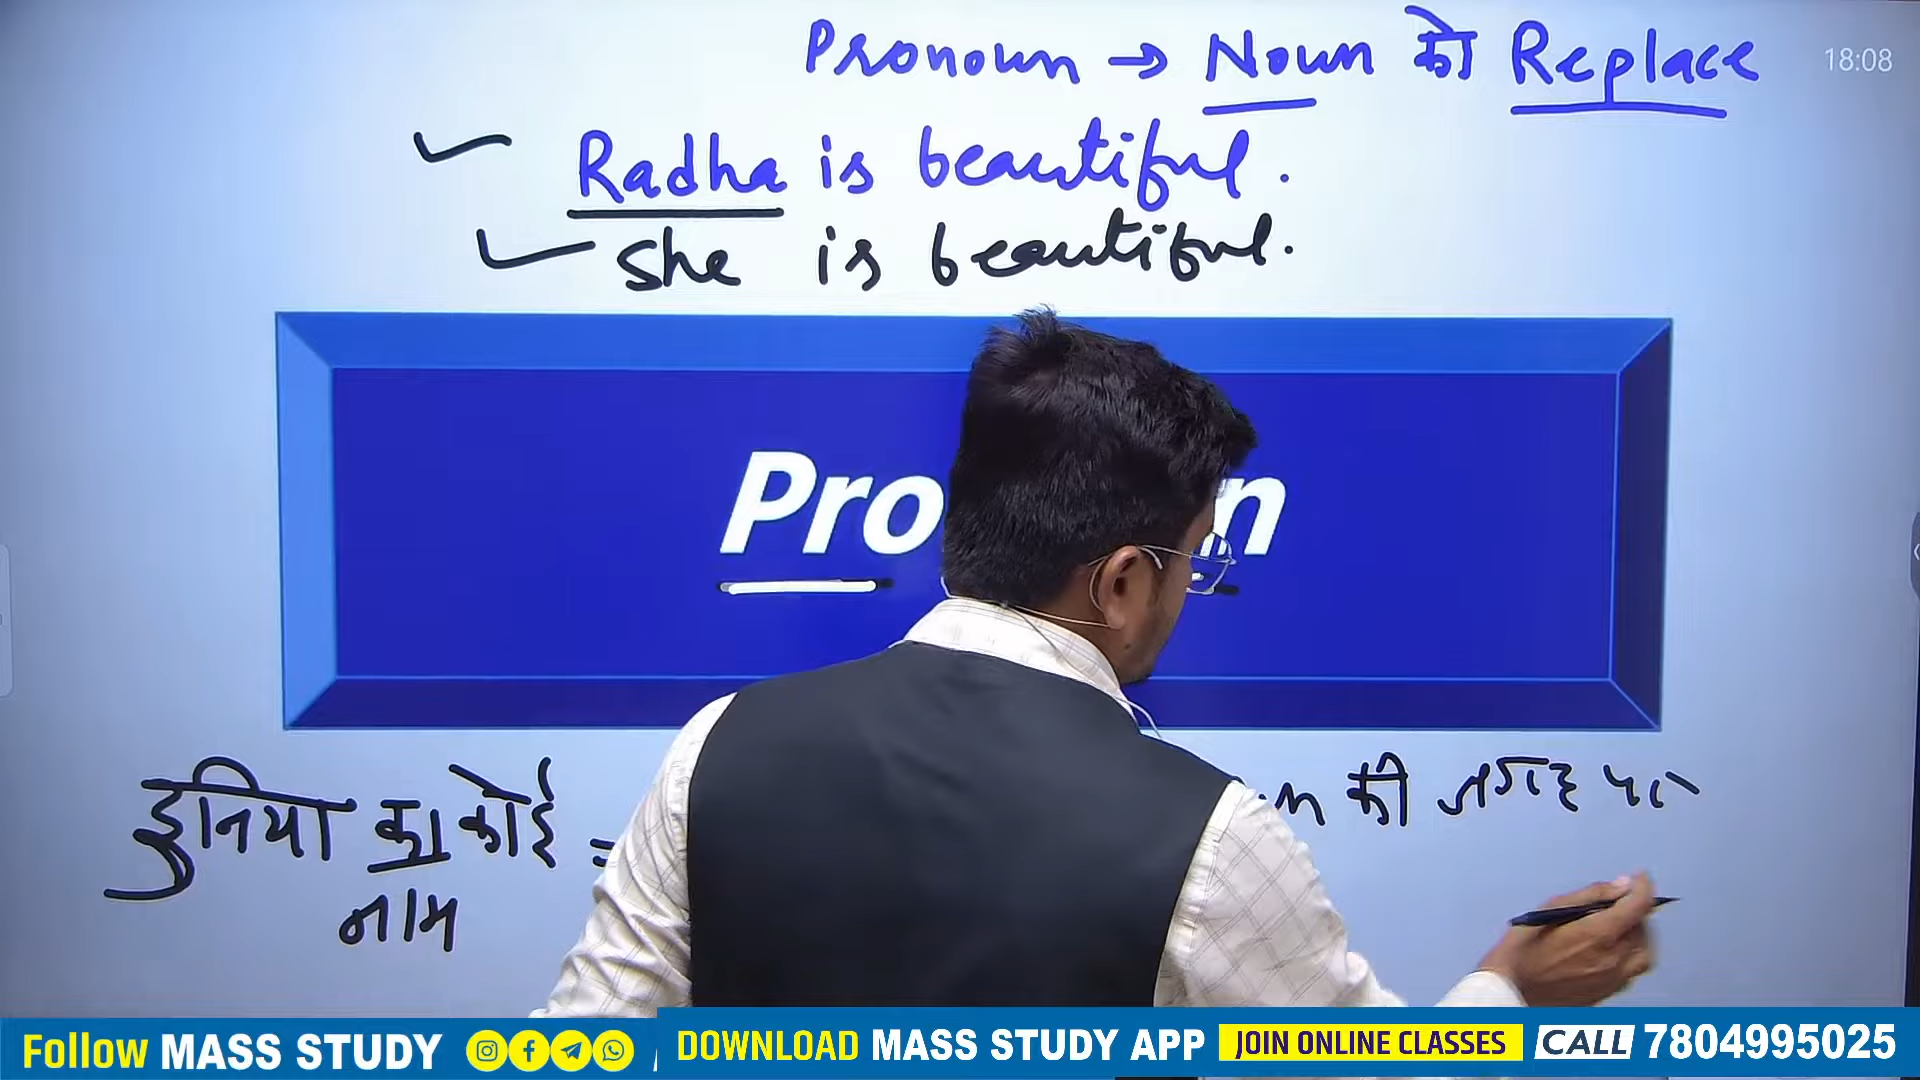 Pronoun → Noun को Replace
18:08
✓ Radha is beautiful.
✓ She is beautiful.
Pro n
दुनिया का कोई =
की जगह पर
नाम
Follow MASS STUDY
DOWNLOAD MASS STUDY APP JOIN ONLINE CLASSES CALL 7804995025